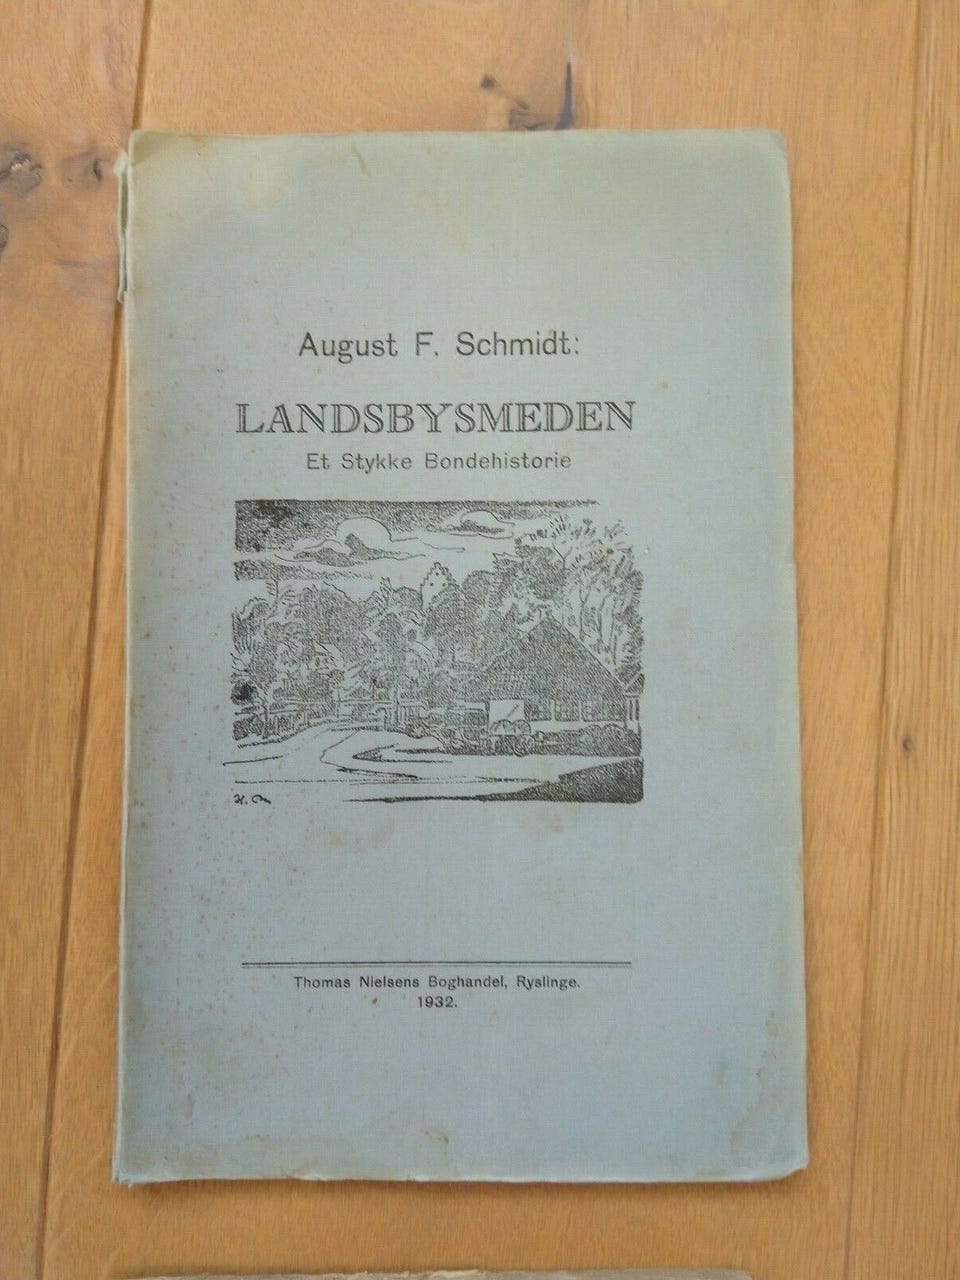 August F. Schmidt:
LANDSBYSMEDEN
Et Stykke Bondehistorie
Thomas Nielsens Boghandel, Ryslinge.
1932.